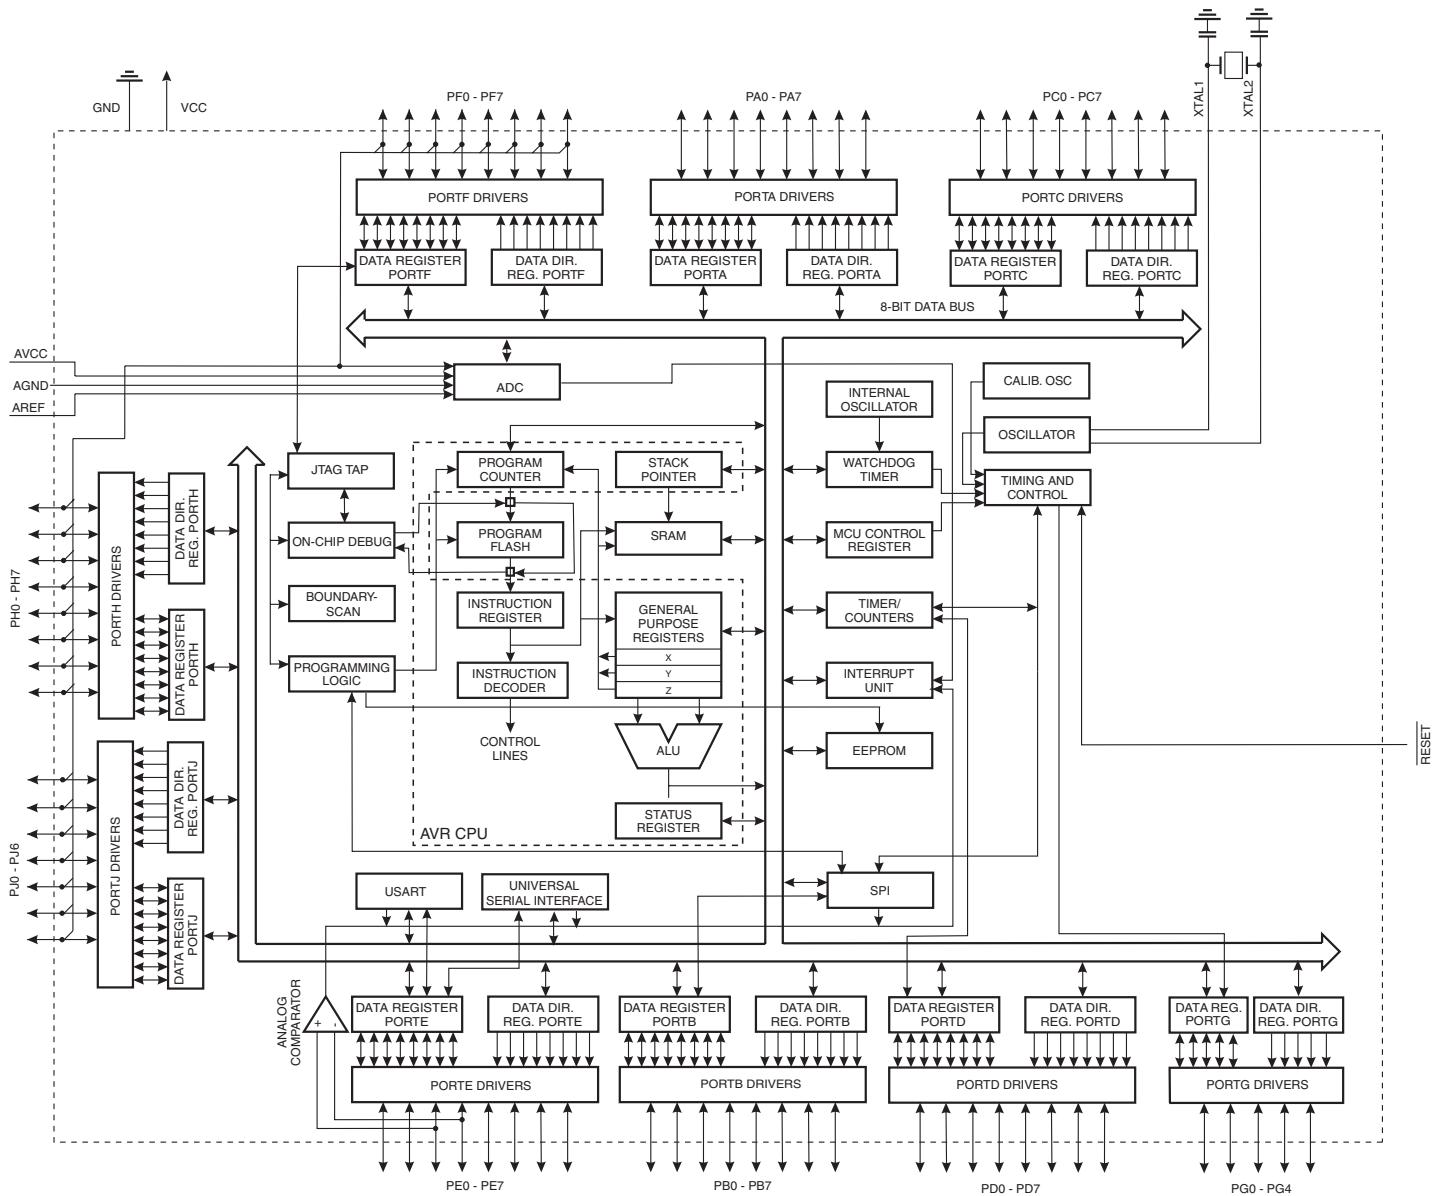 XTAL1
XTAL2
GND
VCC
PF0 - PF7
PA0 - PA7
PC0 - PC7
PORTF DRIVERS
PORTA DRIVERS
PORTC DRIVERS
DATA REGISTER
PORTF
DATA DIR.
REG. PORTF
DATA REGISTER
PORTA
DATA DIR.
REG. PORTA
DATA REGISTER
PORTC
DATA DIR.
REG. PORTC
8-BIT DATA BUS
AVCC
AGND
AREF
ADC
INTERNAL
OSCILLATOR
CALIB. OSC
OSCILLATOR
JTAG TAP
PROGRAM
COUNTER
STACK
POINTER
WATCHDOG
TIMER
TIMING AND
CONTROL
ON-CHIP DEBUG
PROGRAM
FLASH
SRAM
MCU CONTROL
REGISTER
BOUNDARY-
SCAN
INSTRUCTION
REGISTER
GENERAL
PURPOSE
REGISTERS
X
Y
Z
TIMER/
COUNTERS
PROGRAMMING
LOGIC
INSTRUCTION
DECODER
INTERRUPT
UNIT
CONTROL
LINES
ALU
EEPROM
STATUS
REGISTER
AVR CPU
RESET
PH0 - PH7
PORTH DRIVERS
DATA DIR.
REG. PORTH
DATA REGISTER
PORTH
PJ0 - PJ6
PORTJ DRIVERS
DATA DIR.
REG. PORTJ
DATA REGISTER
PORTJ
USART
UNIVERSAL
SERIAL INTERFACE
SPI
ANALOG
COMPARATOR
+
-
DATA REGISTER
PORTE
DATA DIR.
REG. PORTE
DATA REGISTER
PORTB
DATA DIR.
REG. PORTB
DATA REGISTER
PORTD
DATA DIR.
REG. PORTD
DATA REG.
PORTG
DATA DIR.
REG. PORTG
PORTE DRIVERS
PORTB DRIVERS
PORTD DRIVERS
PORTG DRIVERS
PE0 - PE7
PB0 - PB7
PD0 - PD7
PG0 - PG4